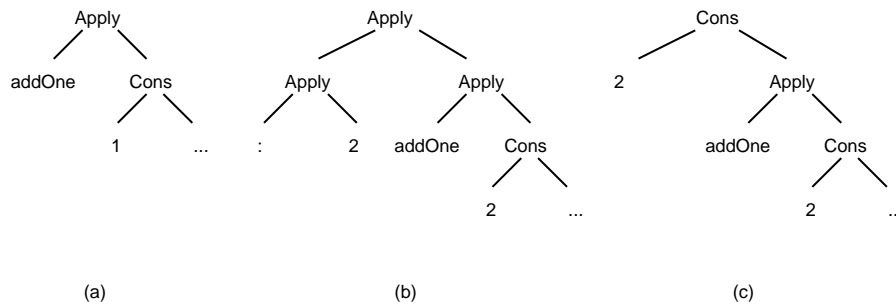 Apply Apply Cons
addOne Cons Apply Apply 2 Apply
1 ... : 2 addOne Cons addOne Cons
2 ... 2 ..
(a) (b) (c)